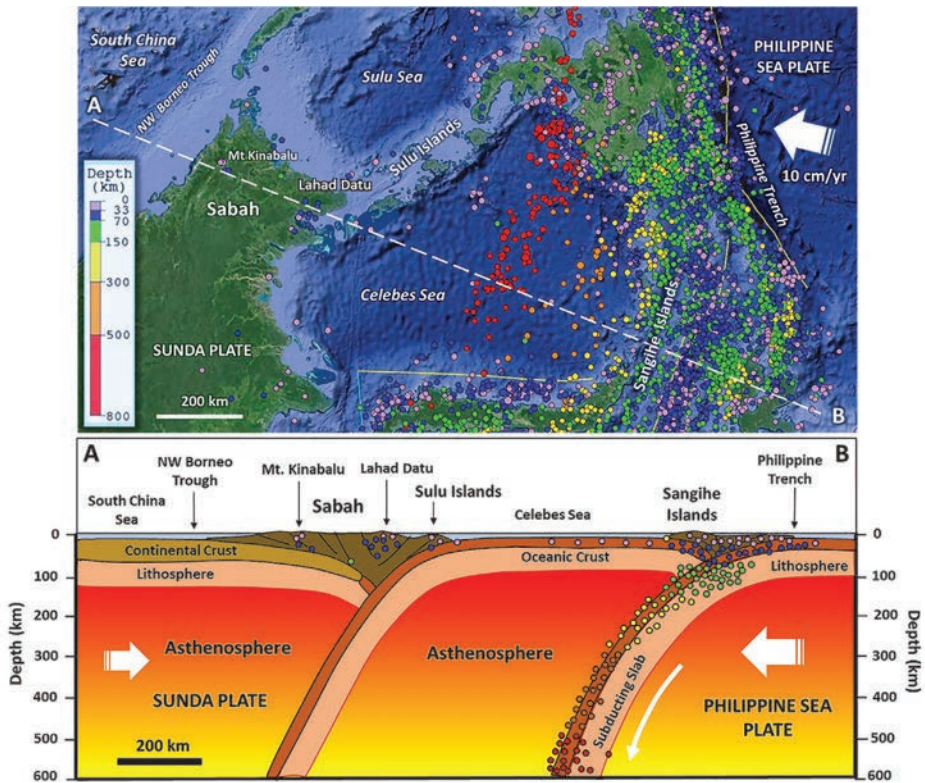 South China
Sea
NW Borneo Trough
Sulu Sea
PHILIPPINE
SEA PLATE
A
Mt Kinabalu
Sulu Islands
Philippine Trench
10 cm/yr
Depth
(km)
0
33
70
150
300
500
800
Lahad Datu
Sabah
Celebes Sea
Sangihe Islands
SUNDA PLATE
200 km
B
A
NW Borneo
Trough
Mt. Kinabalu
Lahad Datu
Sabah
Sulu Islands
Sangihe
Islands
Philippine
Trench
B
South China
Sea
Celebes Sea
0
100
200
300
400
500
600
Depth (km)
Continental Crust
Lithosphere
Oceanic Crust
Lithosphere
Asthenosphere
Asthenosphere
SUNDA PLATE
Subducting Slab
PHILIPPINE SEA
PLATE
200 km
0
100
200
300
400
500
600
Depth (km)